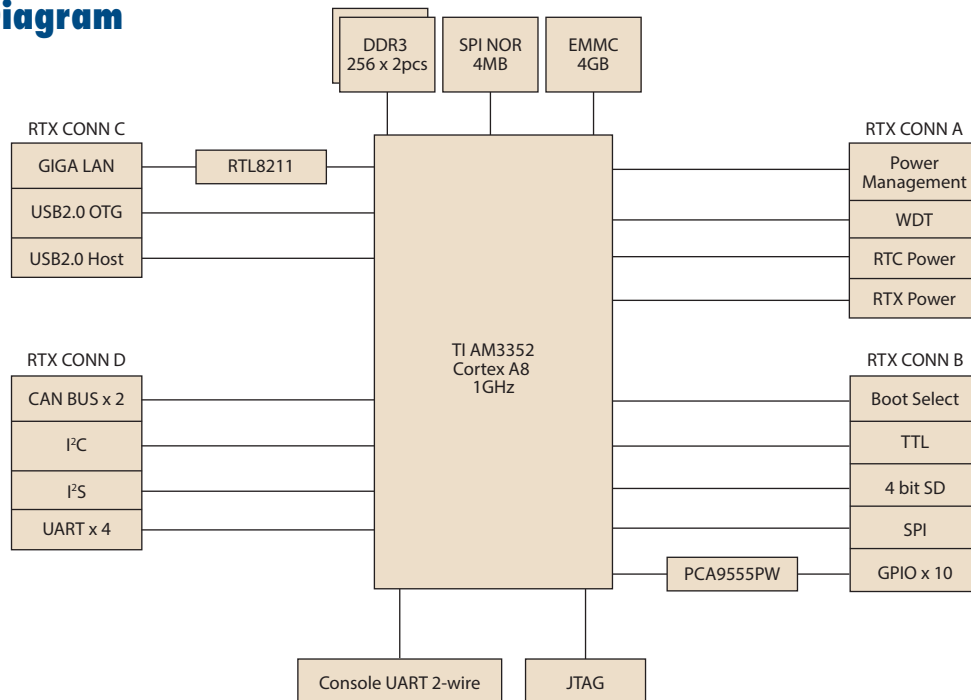 iagram
DDR3
256 x 2pcs
SPI NOR
4MB
EMMC
4GB
RTX CONN C
GIGA LAN
USB2.0 OTG
USB2.0 Host
RTL8211
RTX CONN A
Power
Management
WDT
RTC Power
RTX Power
TI AM3352
Cortex A8
1GHz
RTX CONN D
CAN BUS x 2
I²C
I²S
UART x 4
RTX CONN B
Boot Select
TTL
4 bit SD
SPI
GPIO x 10
PCA9555PW
Console UART 2-wire
JTAG